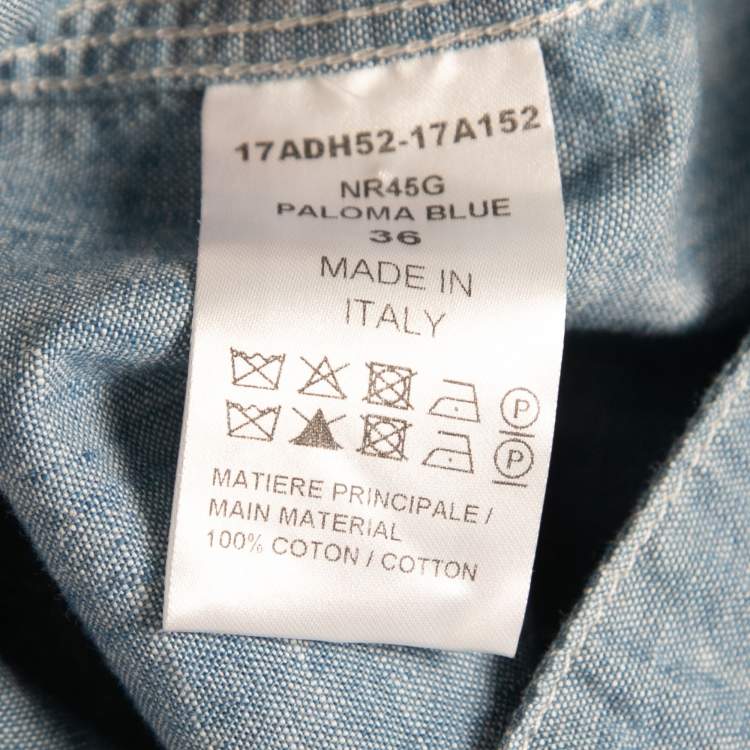 17ADH52-17A152
NR45G
PALOMA BLUE
36
MADE IN
ITALY
P
P
MATIERE PRINCIPALE /
MAIN MATERIAL
100% COTON / COTTON